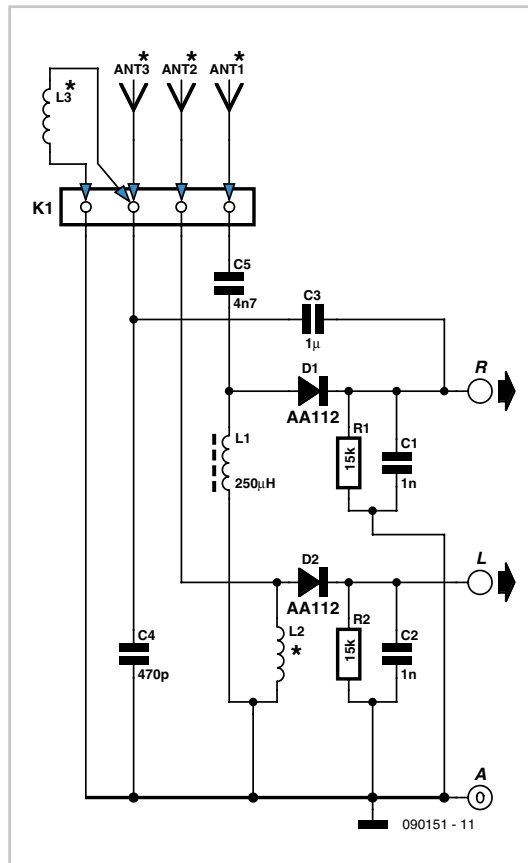 ANT3*
ANT2*
ANT1*
L3*
K1
C5
4n7
C3
1µ
R
D1
AA112
L1
250µH
R1
15k
C1
1n
L
D2
AA112
L2
*
R2
15k
C2
1n
C4
470p
A
0
090151 - 11